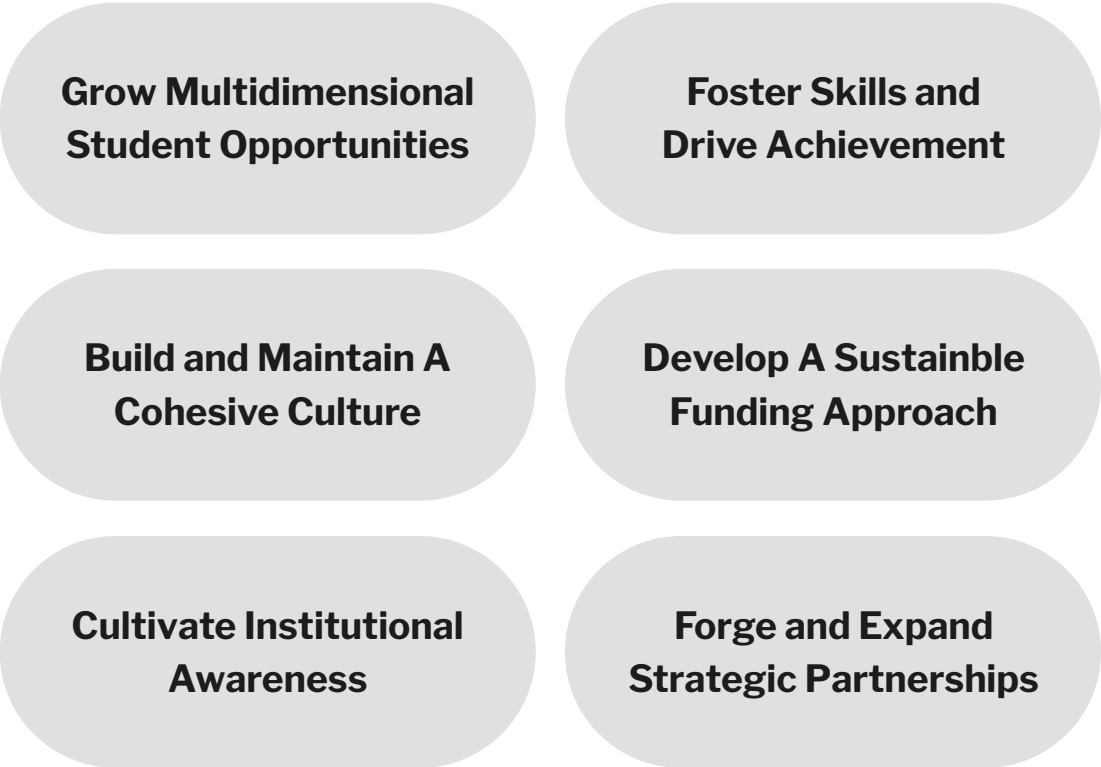 Grow Multidimensional
Student Opportunities
Foster Skills and
Drive Achievement
Build and Maintain A
Cohesive Culture
Develop A Sustainble
Funding Approach
Cultivate Institutional
Awareness
Forge and Expand
Strategic Partnerships